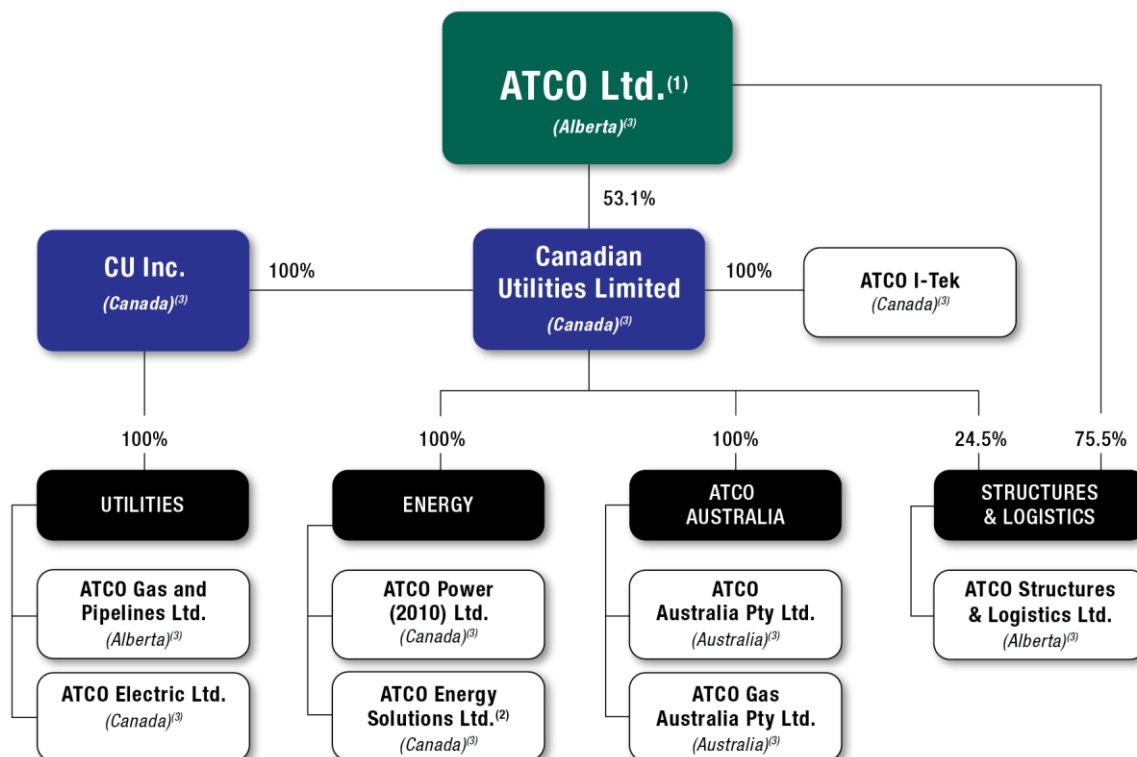 ATCO Ltd.(1)
(Alberta)(3)
53.1%
CU Inc.
(Canada)(3)
100%
Canadian
Utilities Limited
(Canada)(3)
100%
ATCO I-Tek
(Canada)(3)
100%
100%
100%
24.5%
75.5%
UTILITIES
ATCO Gas and
Pipelines Ltd.
(Alberta)(3)
ATCO Electric Ltd.
(Canada)(3)
ENERGY
ATCO Power
(2010) Ltd.
(Canada)(3)
ATCO Energy
Solutions Ltd.(2)
(Canada)(3)
ATCO
AUSTRALIA
ATCO
Australia Pty Ltd.
(Australia)(3)
ATCO Gas
Australia Pty Ltd.
(Australia)(3)
STRUCTURES
& LOGISTICS
ATCO Structures
& Logistics Ltd.
(Alberta)(3)